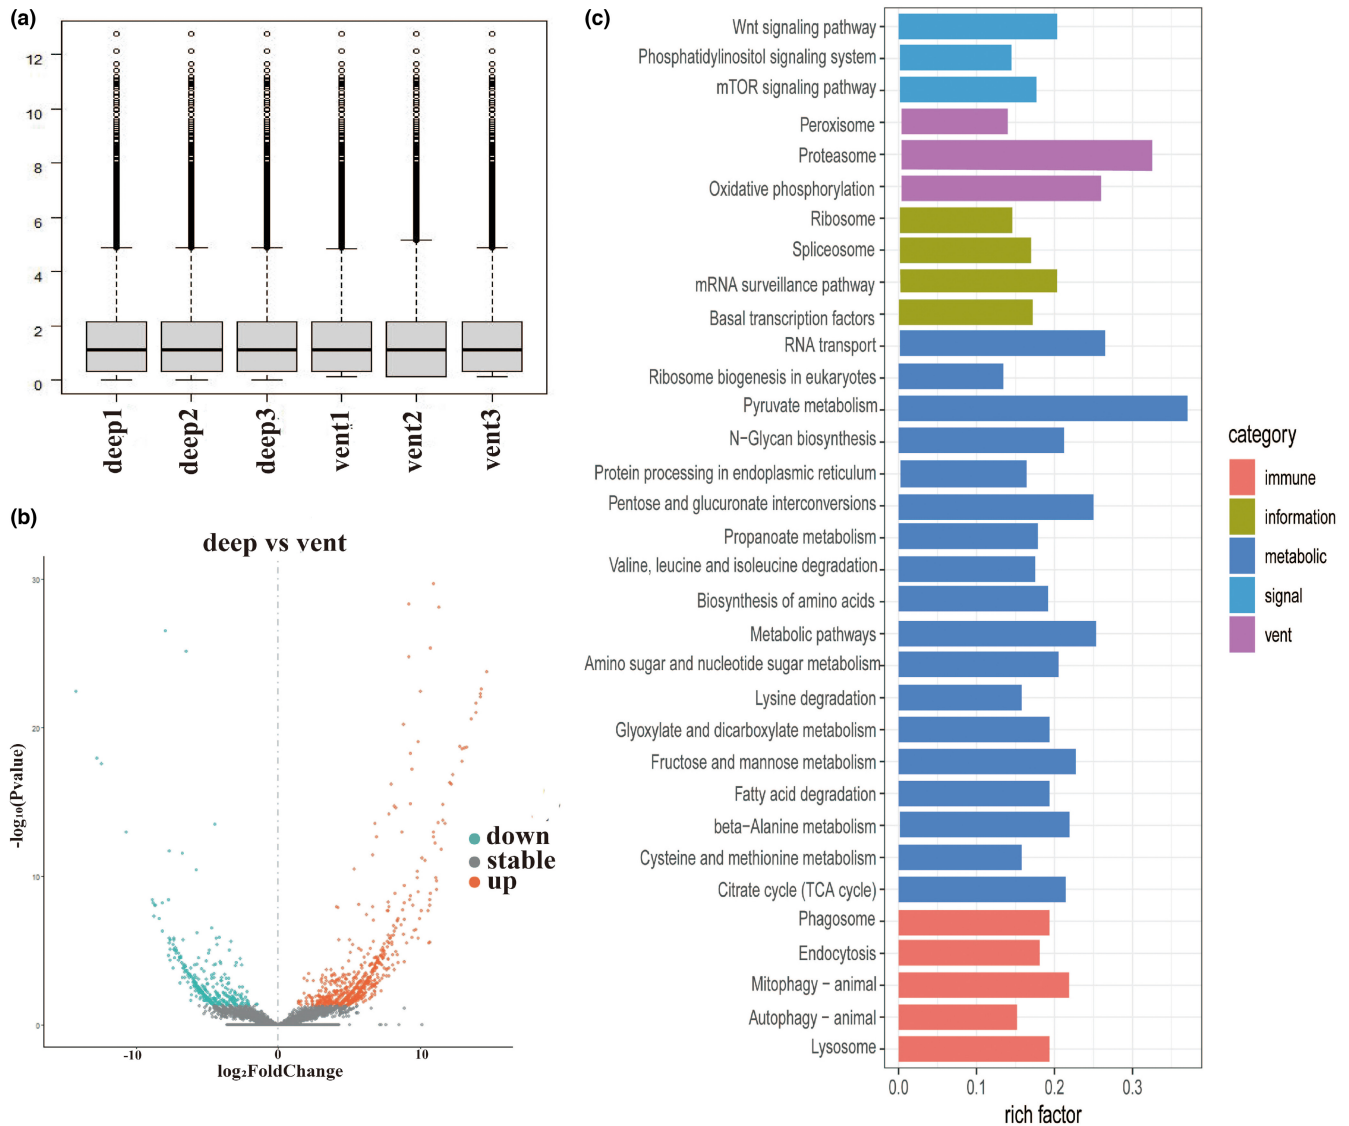 (a)
12
10
8
6
4
2
0
deep1
deep2
deep3
vent1
vent2
vent3
(b)
deep vs vent
30
20
10
0
-log₁₀(Pvalue)
-10
0
10
log₂FoldChange
down
stable
up
(c)
Wnt signaling pathway
Phosphatidylinositol signaling system
mTOR signaling pathway
Peroxisome
Proteasome
Oxidative phosphorylation
Ribosome
Spliceosome
mRNA surveillance pathway
Basal transcription factors
RNA transport
Ribosome biogenesis in eukaryotes
Pyruvate metabolism
N−Glycan biosynthesis
Protein processing in endoplasmic reticulum
Pentose and glucuronate interconversions
Propanoate metabolism
Valine, leucine and isoleucine degradation
Biosynthesis of amino acids
Metabolic pathways
Amino sugar and nucleotide sugar metabolism
Lysine degradation
Glyoxylate and dicarboxylate metabolism
Fructose and mannose metabolism
Fatty acid degradation
beta−Alanine metabolism
Cysteine and methionine metabolism
Citrate cycle (TCA cycle)
Phagosome
Endocytosis
Mitophagy − animal
Autophagy − animal
Lysosome
0.0
0.1
0.2
0.3
rich factor
category
immune
information
metabolic
signal
vent